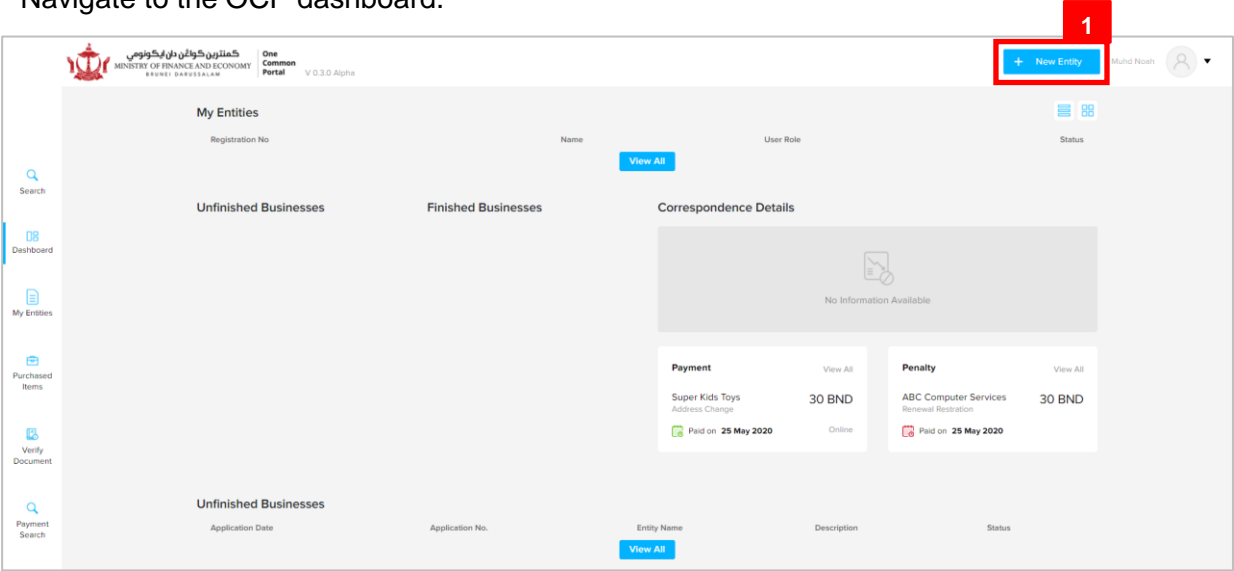 Navigate to the OCP dashboard.
1
كمنترين كواڠن دان ايكونومي
MINISTRY OF FINANCE AND ECONOMY
BRUNEI DARUSSALAM
One
Common
Portal
V 0.3.0 Alpha
+ New Entity
Muhd Noah
My Entities
Registration No
Name
User Role
Status
View All
Search
Dashboard
My Entities
Purchased
Items
Verify
Document
Payment
Search
Unfinished Businesses
Finished Businesses
Correspondence Details
No Information Available
Payment
View All
Super Kids Toys
30 BND
Address Change
Paid on 25 May 2020
Online
Penalty
View All
ABC Computer Services
30 BND
Renewal Restration
Paid on 25 May 2020
Unfinished Businesses
Application Date
Application No.
Entity Name
Description
Status
View All